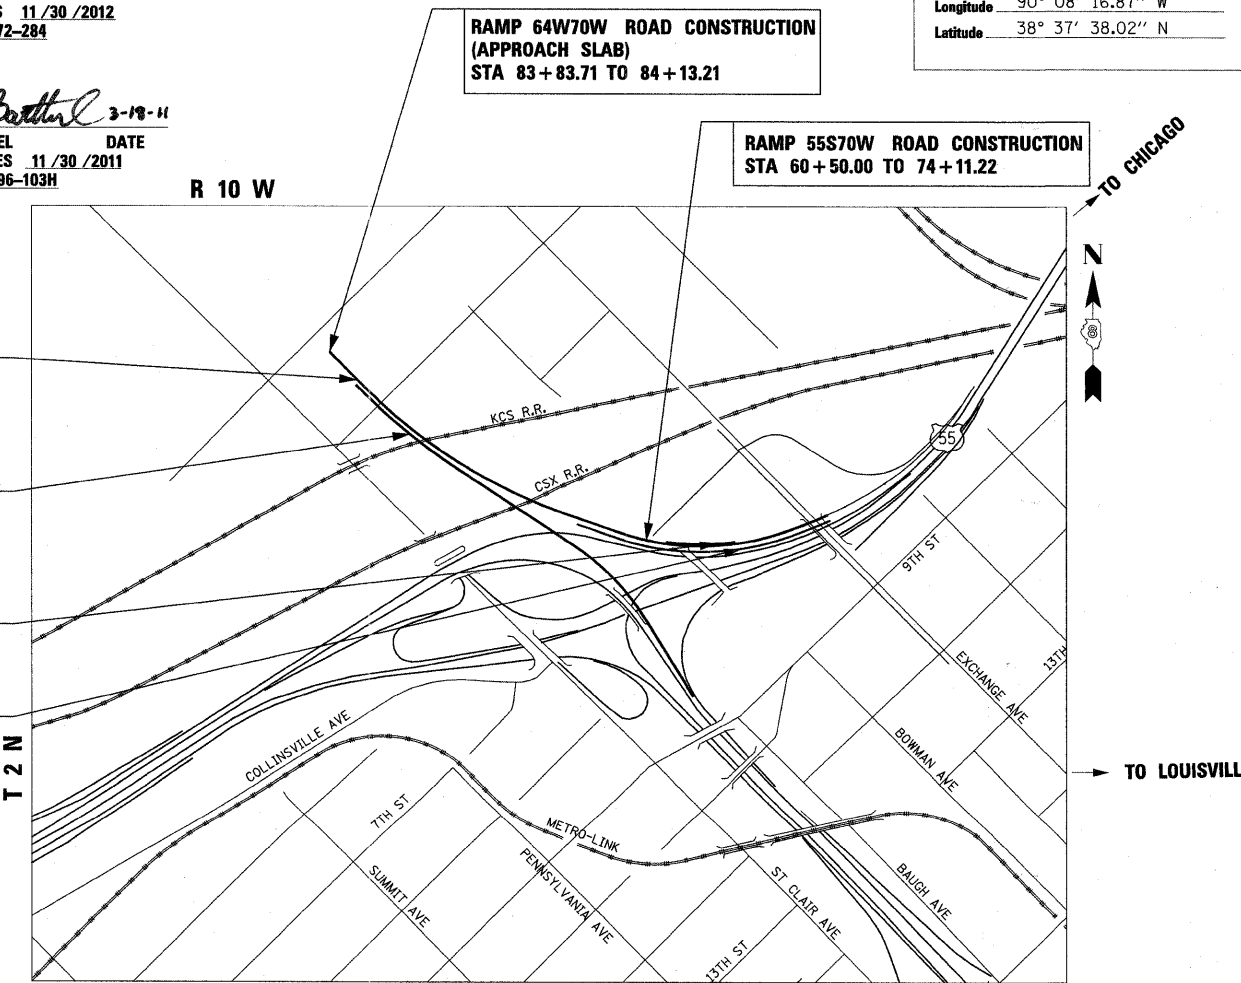 S 11/30/2012
72-284
3-18-11
EL DATE
ES 11/30/2011
96-103H
RAMP 64W70W ROAD CONSTRUCTION
(APPROACH SLAB)
STA 83+83.71 TO 84+13.21
Longitude 90° 08' 16.87" W
Latitude 38° 37' 38.02" N
RAMP 55S70W ROAD CONSTRUCTION
STA 60+50.00 TO 74+11.22
TO CHICAGO
R 10 W
N
8
KCS R.R.
CSX R.R.
55
9TH ST
EXCHANGE AVE
13TH
BOWMAN AVE
T 2 N
COLLINSVILLE AVE
TO LOUISVILL
7TH ST
METRO-LINK
SUMMIT AVE
PENNSYLVANIA AVE
ST CLAIR AVE
BAUGH AVE
13TH ST